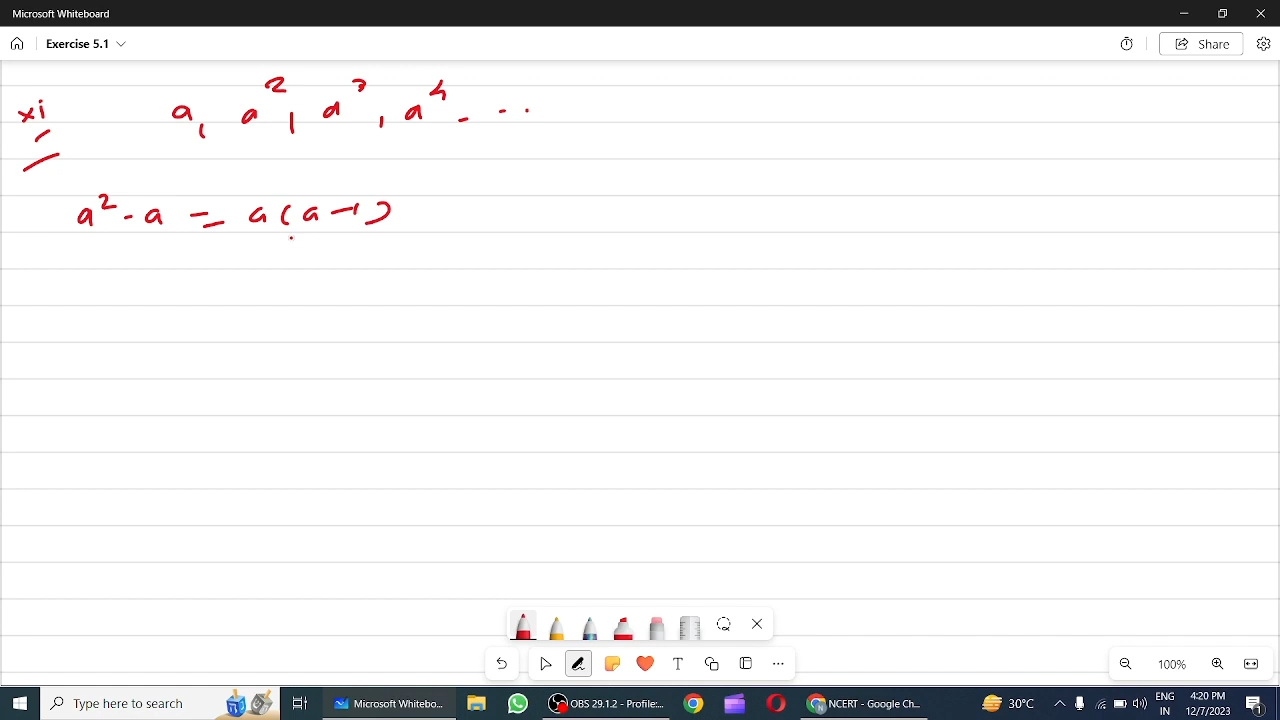 Microsoft Whiteboard
Exercise 5.1
Share
xi a, a², a³, a⁴ - - -
a² - a = a(a-1)
100%
Type here to search
Microsoft Whitebo...
OBS 29.1.2 - Profile...
NCERT - Google Ch...
30°C
ENG
IN
4:20 PM
12/7/2023